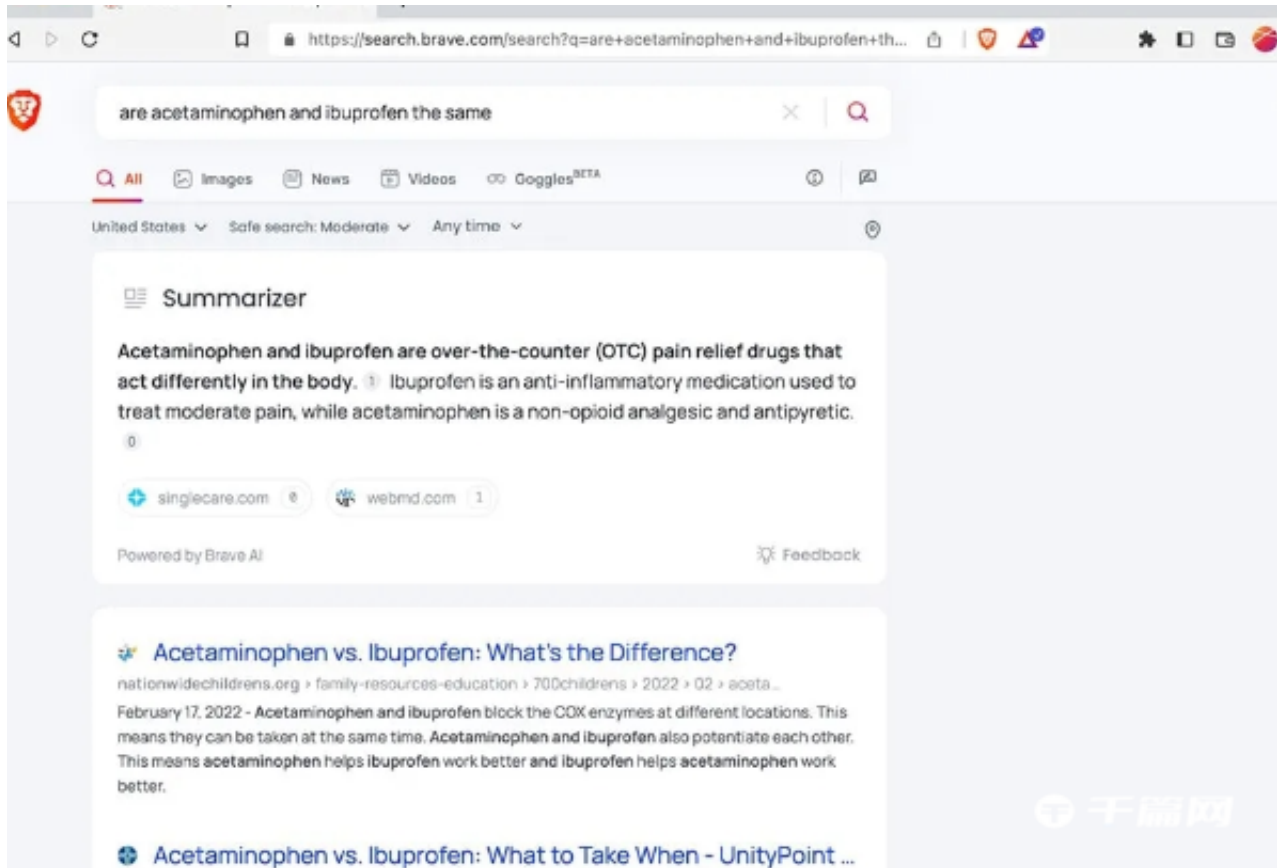 https://search.brave.com/search?q=are+acetaminophen+and+ibuprofen+th...
are acetaminophen and ibuprofen the same
All Images News Videos Goggles BETA
United States Safe search: Moderate Any time
Summarizer
Acetaminophen and ibuprofen are over-the-counter (OTC) pain relief drugs that
act differently in the body. 1 Ibuprofen is an anti-inflammatory medication used to
treat moderate pain, while acetaminophen is a non-opioid analgesic and antipyretic.
0
singlecare.com 0 webmd.com 1
Powered by Brave AI Feedback
Acetaminophen vs. Ibuprofen: What's the Difference?
nationwidechildrens.org › family-resources-education › 700childrens › 2022 › 02 › aceta...
February 17, 2022 - Acetaminophen and ibuprofen block the COX enzymes at different locations. This
means they can be taken at the same time. Acetaminophen and ibuprofen also potentiate each other.
This means acetaminophen helps ibuprofen work better and ibuprofen helps acetaminophen work
better.
千篇网
Acetaminophen vs. Ibuprofen: What to Take When - UnityPoint ...